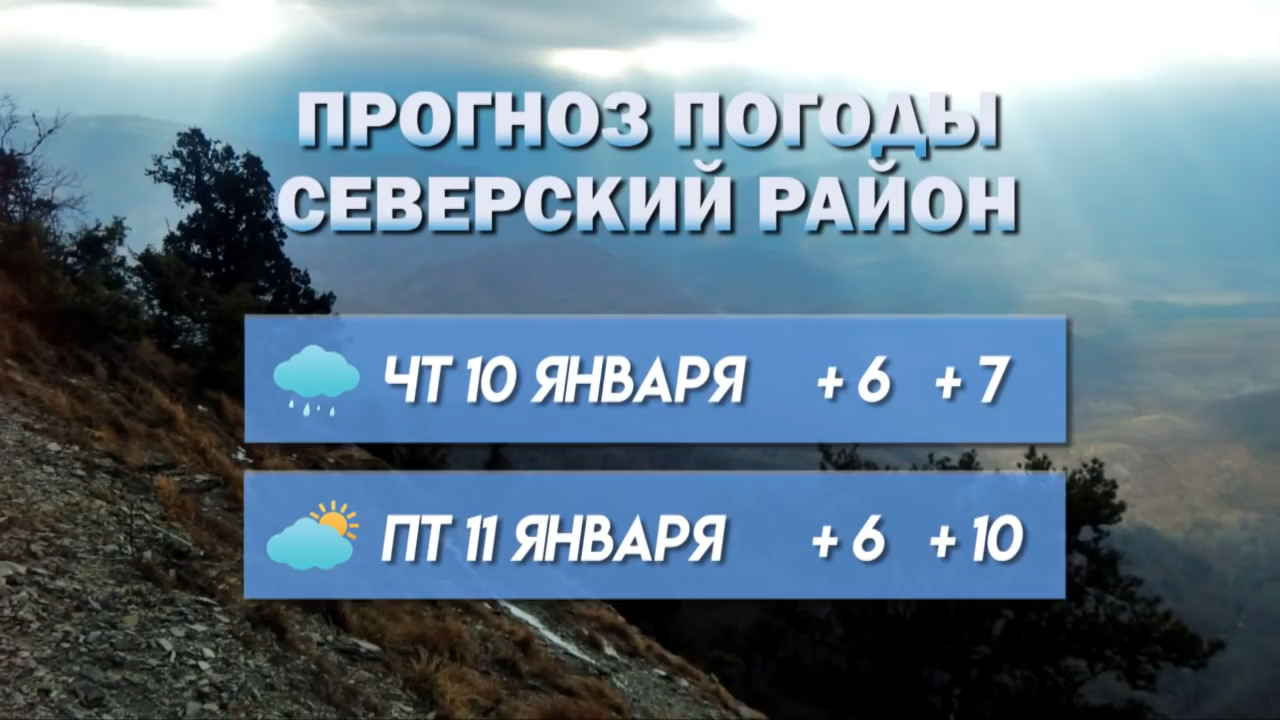 ПРОГНОЗ ПОГОДЫ
СЕВЕРСКИЙ РАЙОН
ЧТ 10 ЯНВАРЯ + 6 + 7
ПТ 11 ЯНВАРЯ + 6 + 10